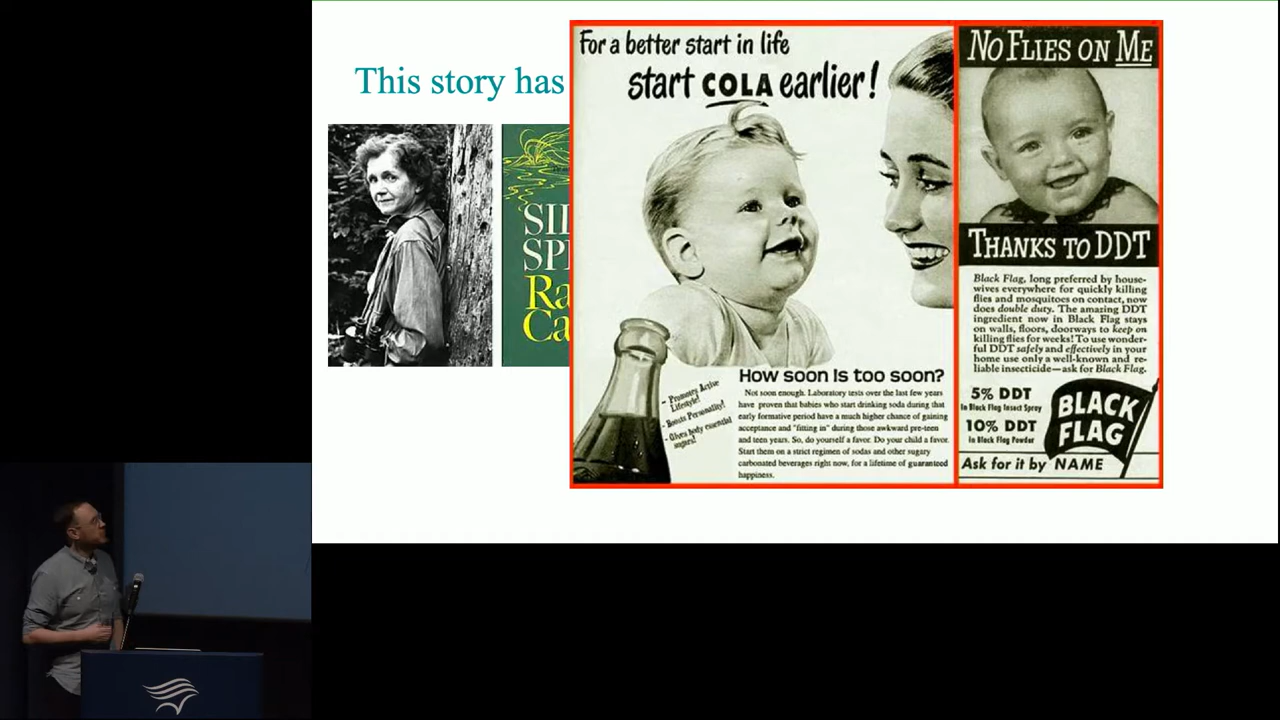 This story has
SIL
SPI
Ra
Ca
For a better start in life
start COLA earlier!
- Promotes Active
Lifestyle!
- Boosts Personality!
- Gives body essential
sugars!
How soon is too soon?
Not soon enough. Laboratory tests over the last few years
have proven that babies who start drinking soda during that
early formative period have a much higher chance of gaining
acceptance and "fitting in" during those awkward pre-teen
and teen years. So, do yourself a favor. Do your child a favor.
Start them on a strict regimen of sodas and other sugary
carbonated beverages right now, for a lifetime of guaranteed
happiness.
NO FLIES ON ME
THANKS TO DDT
Black Flag, long preferred by house-
wives everywhere for quickly killing
flies and mosquitoes on contact, now
does double duty. The amazing DDT
ingredient now in Black Flag stays
on walls, floors, doorways to keep on
killing flies for weeks! To use wonder-
ful DDT safely and effectively in your
home use only a well-known and re-
liable insecticide—ask for Black Flag.
5% DDT
In Black Flag Insect Spray
10% DDT
In Black Flag Powder
BLACK
FLAG
Ask for it by NAME